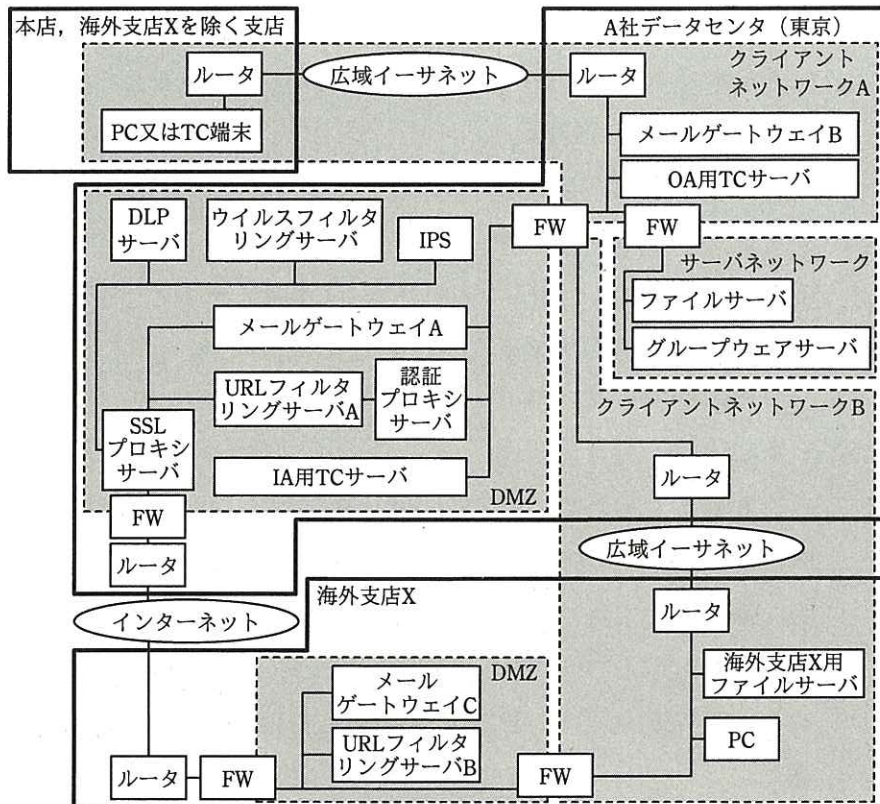 本店，海外支店Xを除く支店
A社データセンタ（東京）
ルータ
広域イーサネット
ルータ
クライアント
ネットワークA
PC又はTC端末
メールゲートウェイB
OA用TCサーバ
DLP
サーバ
ウイルスフィルタ
リングサーバ
IPS
FW
FW
サーバネットワーク
ファイルサーバ
グループウェアサーバ
メールゲートウェイA
URLフィルタ
リングサーバA
認証
プロキシ
サーバ
クライアントネットワークB
SSL
プロキシ
サーバ
IA用TCサーバ
DMZ
ルータ
FW
ルータ
広域イーサネット
海外支店X
インターネット
ルータ
DMZ
メール
ゲートウェイC
海外支店X用
ファイルサーバ
URLフィルタ
リングサーバB
PC
ルータ
FW
FW